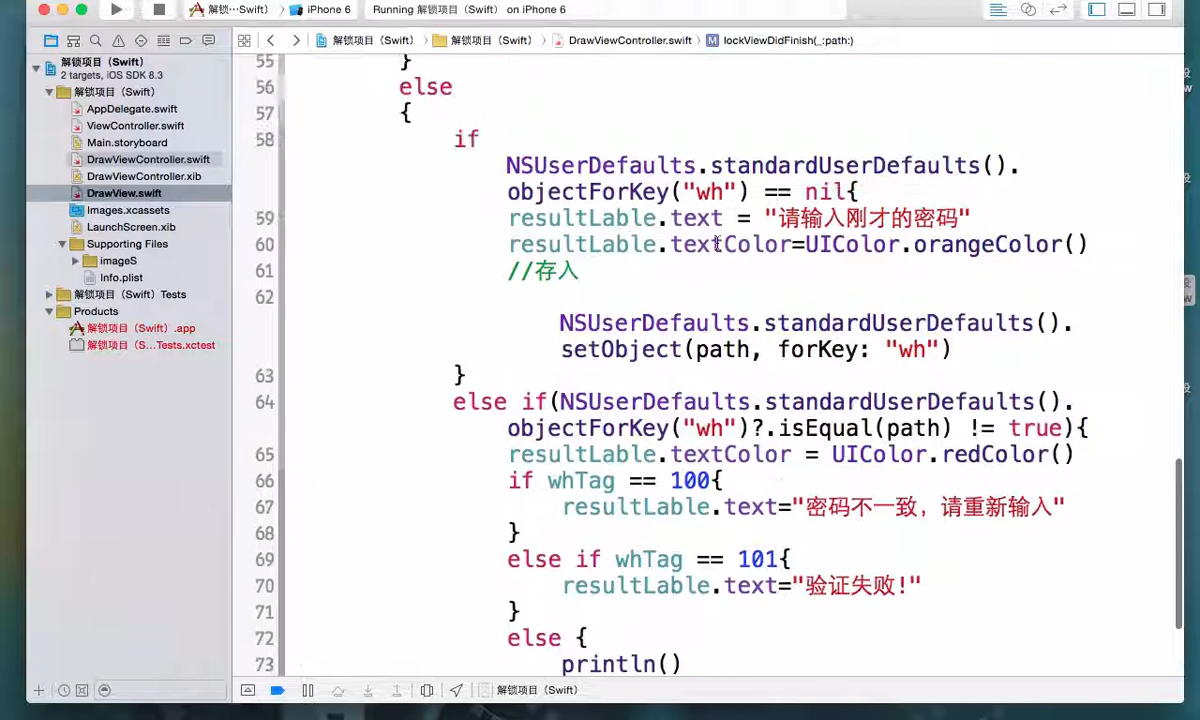 解锁…Swift）
iPhone 6
Running 解锁项目（Swift） on iPhone 6
解锁项目（Swift）
解锁项目（Swift）
DrawViewController.swift
M
lockViewDidFinish(_:path:)
解锁项目（Swift）
2 targets, iOS SDK 8.3
解锁项目（Swift）
AppDelegate.swift
ViewController.swift
Main.storyboard
DrawViewController.swift
DrawViewController.xib
DrawView.swift
Images.xcassets
LaunchScreen.xib
Supporting Files
imageS
Info.plist
解锁项目（Swift）Tests
Products
解锁项目（Swift）.app
解锁项目（S…Tests.xctest
55 }
56 else
57 {
58 if
NSUserDefaults.standardUserDefaults().
objectForKey("wh") == nil{
59 resultLable.text = "请输入刚才的密码"
60 resultLable.textColor=UIColor.orangeColor()
61 //存入
62
NSUserDefaults.standardUserDefaults().
setObject(path, forKey: "wh")
63 }
64 else if(NSUserDefaults.standardUserDefaults().
objectForKey("wh")?.isEqual(path) != true){
65 resultLable.textColor = UIColor.redColor()
66 if whTag == 100{
67 resultLable.text="密码不一致，请重新输入"
68 }
69 else if whTag == 101{
70 resultLable.text="验证失败!"
71 }
72 else {
73 println()
解锁项目（Swift）